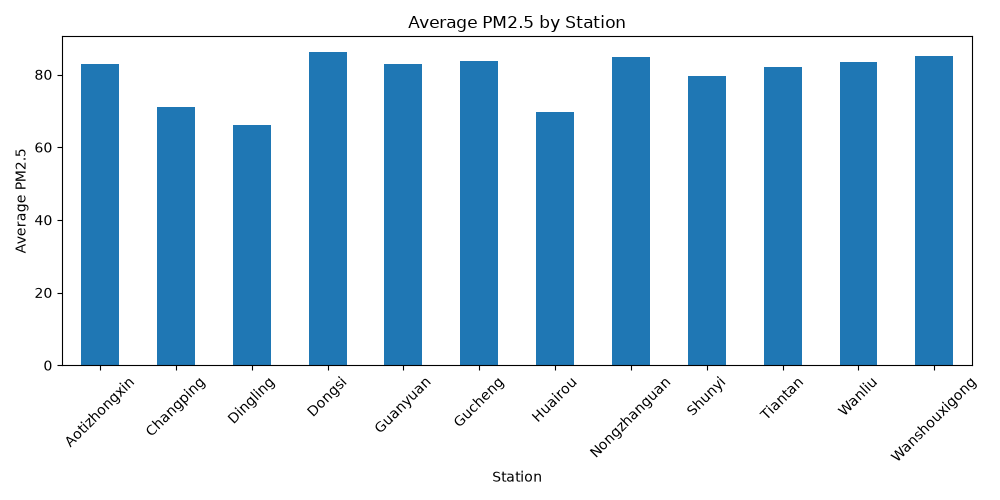 Average PM2.5 by Station
Average PM2.5
80
60
40
20
0
Aotizhongxin
Changping
Dingling
Dongsi
Guanyuan
Gucheng
Huairou
Nongzhanguan
Shunyi
Tiantan
Wanliu
Wanshouxigong
Station